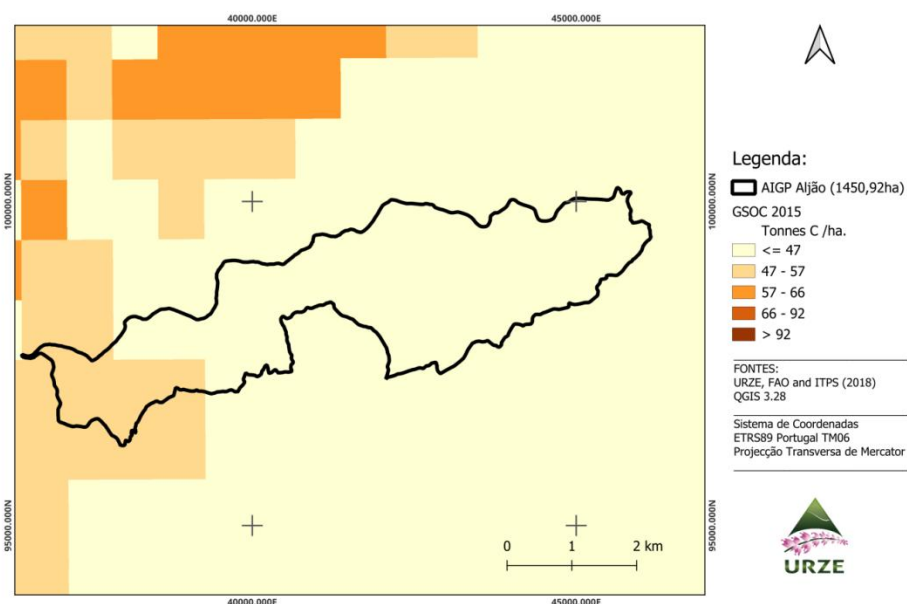 40000.000E
45000.000E
100000.000N
100000.000N
95000.000N
95000.000N
0 1 2 km
40000.000E
45000.000E
Legenda:
AIGP Aljão (1450,92ha)
GSOC 2015
Tonnes C /ha.
<= 47
47 - 57
57 - 66
66 - 92
> 92
FONTES:
URZE, FAO and ITPS (2018)
QGIS 3.28
Sistema de Coordenadas
ETRS89 Portugal TM06
Projecção Transversa de Mercator
URZE